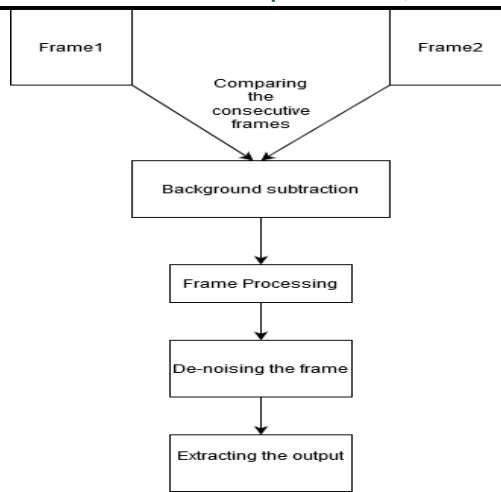 Frame1
Frame2
Comparing
the
consecutive
frames
Background subtraction
Frame Processing
De-noising the frame
Extracting the output